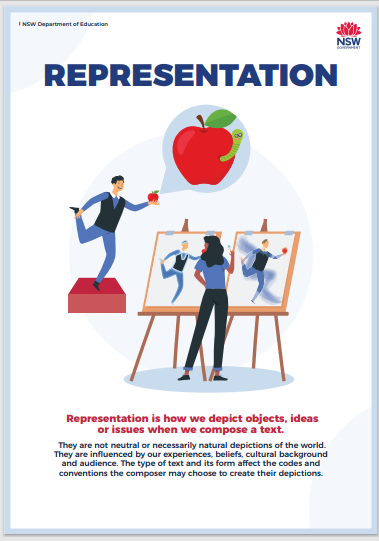 NSW Department of Education
NSW
GOVERNMENT
REPRESENTATION
Representation is how we depict objects, ideas
or issues when we compose a text.
They are not neutral or necessarily natural depictions of the world.
They are influenced by our experiences, beliefs, cultural background
and audience. The type of text and its form affect the codes and
conventions the composer may choose to create their depictions.